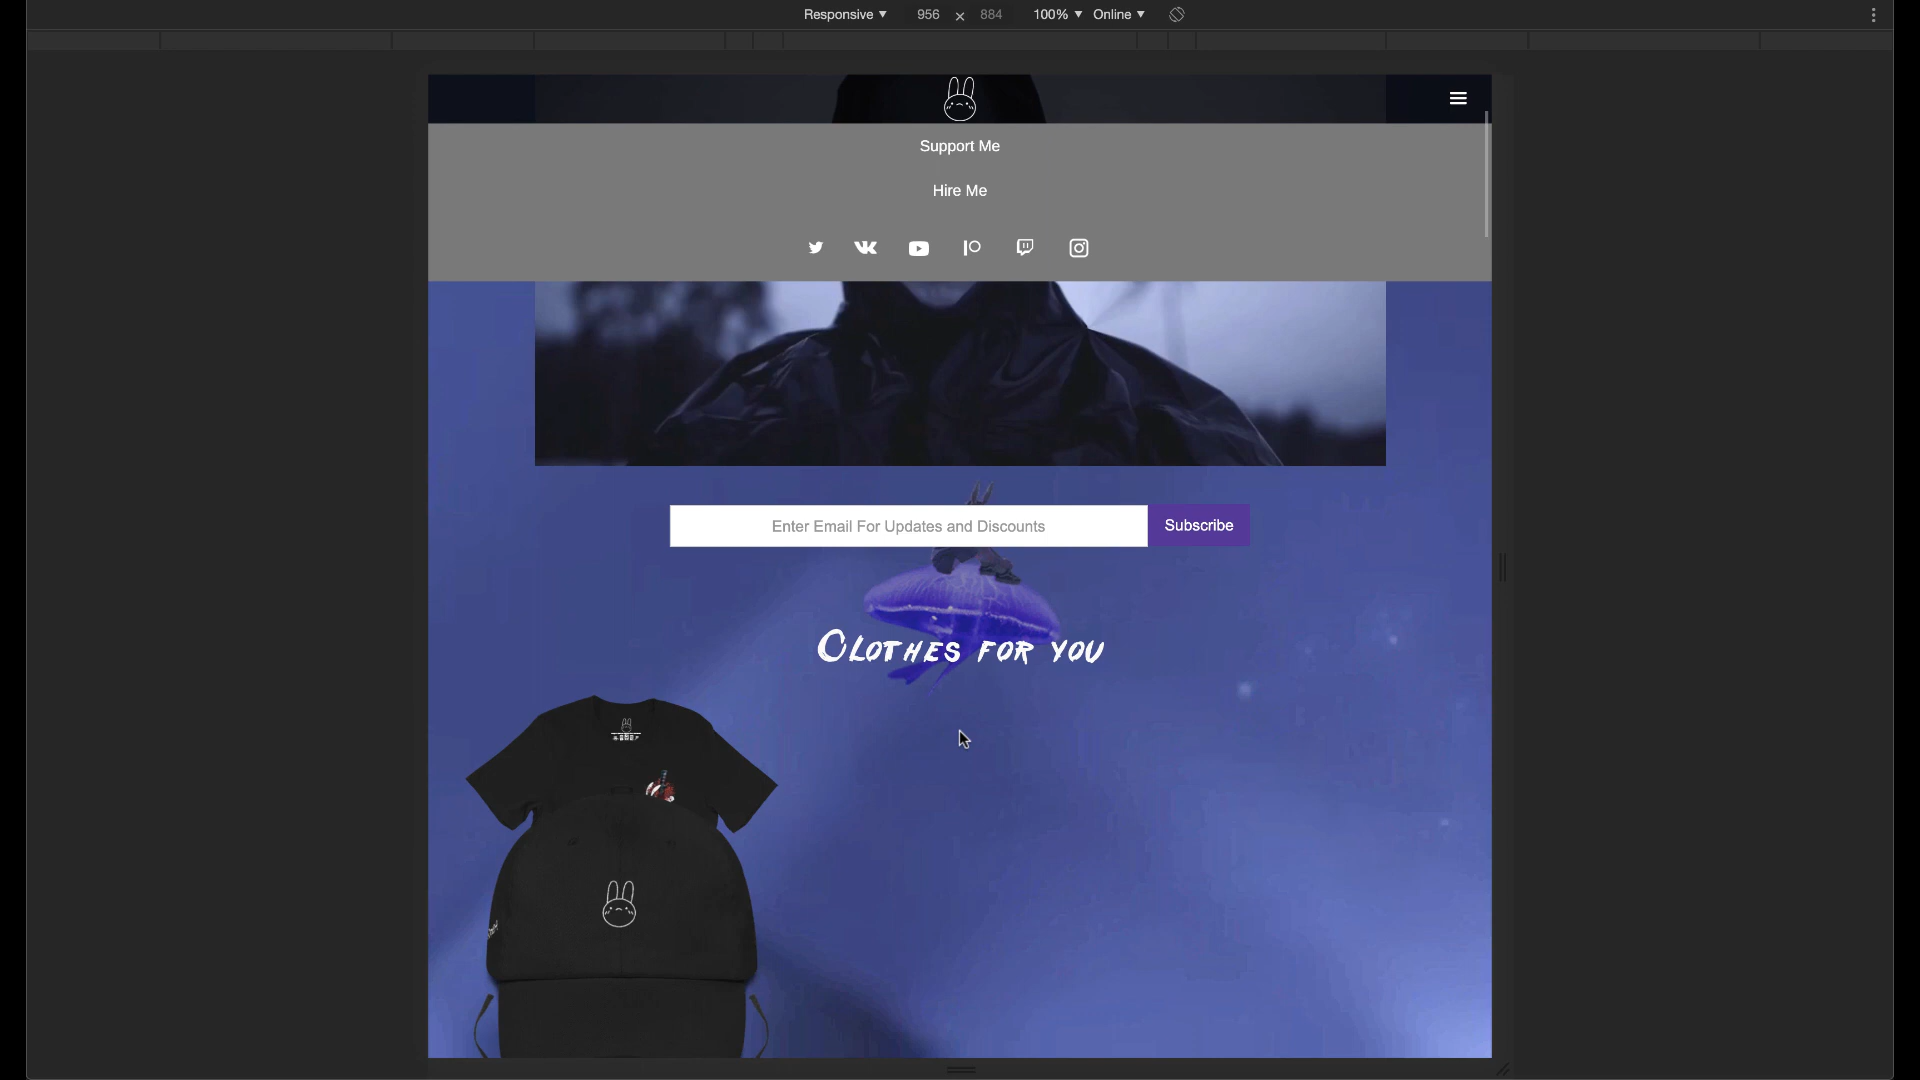 Responsive 956 × 884 100% Online
Support Me
Hire Me
Enter Email For Updates and Discounts
Subscribe
Clothes for you